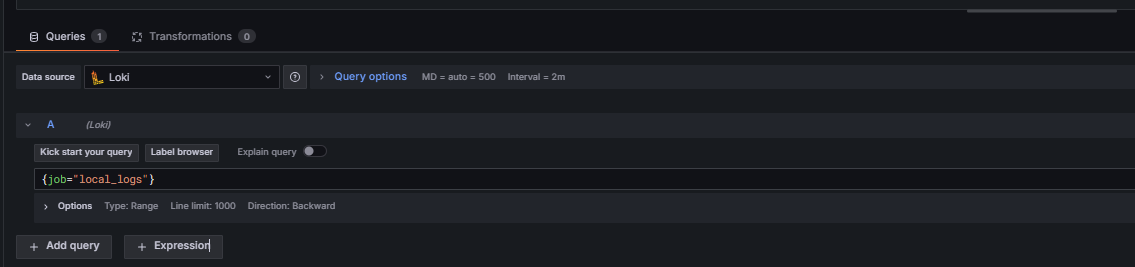 Queries 1 Transformations 0
Data source Loki Query options MD = auto = 500 Interval = 2m
A (Loki)
Kick start your query Label browser Explain query
{job="local_logs"}
Options Type: Range Line limit: 1000 Direction: Backward
+ Add query + Expression